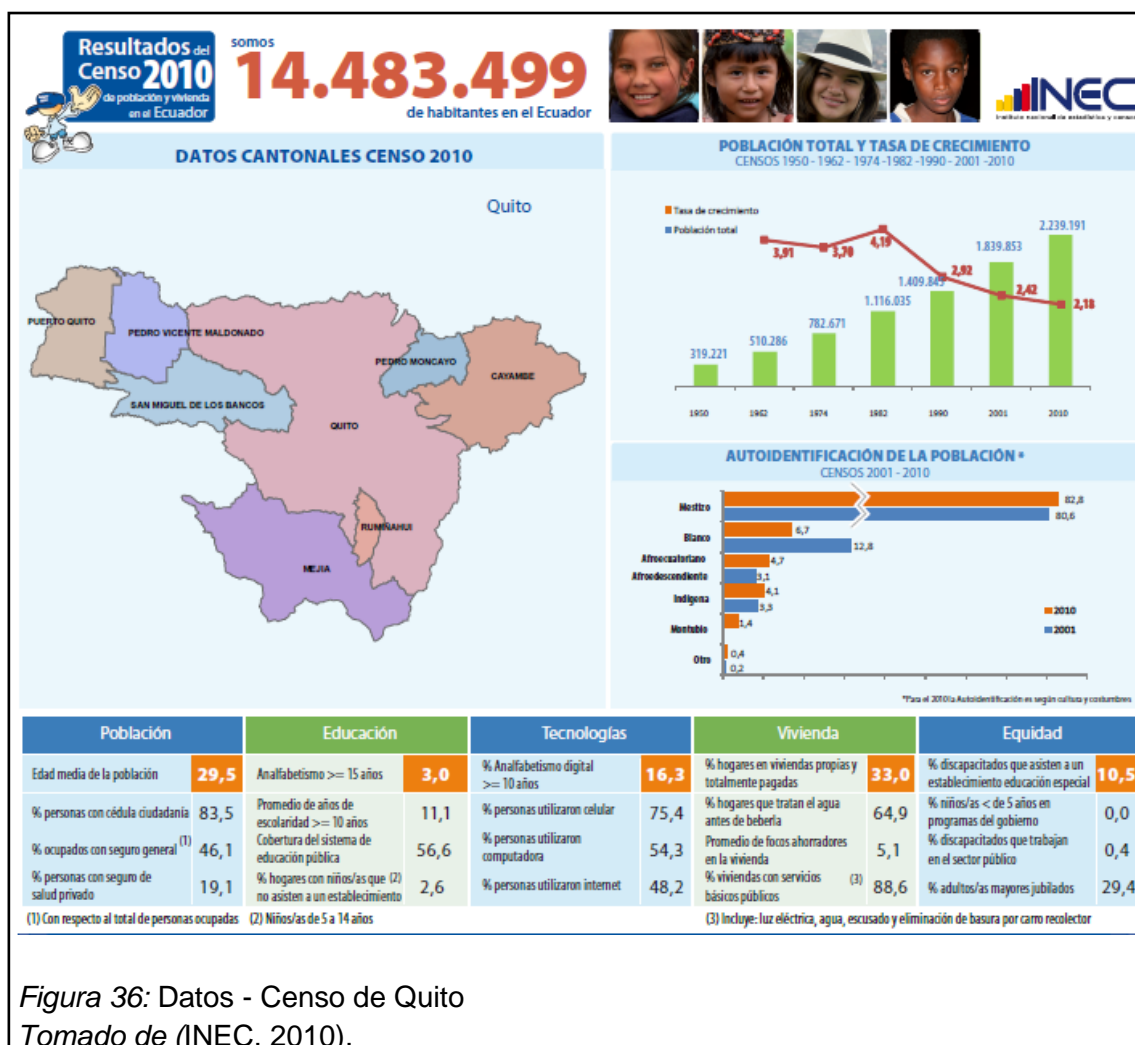 Resultados del
Censo 2010
de población y vivienda
en el Ecuador
somos
14.483.499
de habitantes en el Ecuador
INEC
Instituto nacional de estadística y censos
DATOS CANTONALES CENSO 2010
Quito
PUERTO QUITO
PEDRO VICENTE MALDONADO
PEDRO MONCAYO
CAYAMBE
SAN MIGUEL DE LOS BANCOS
QUITO
RUMIÑAHUI
MEJIA
POBLACIÓN TOTAL Y TASA DE CRECIMIENTO
CENSOS 1950 - 1962 - 1974 -1982 -1990 - 2001 -2010
Tasa de crecimiento
Población total
3,91
3,70
4,19
2,92
2,42
2,18
319.221
510.286
782.671
1.116.035
1.409.845
1.839.853
2.239.191
1950 1962 1974 1982 1990 2001 2010
AUTOIDENTIFICACIÓN DE LA POBLACIÓN *
CENSOS 2001 - 2010
Mestizo 82,8
80,6
Blanco 6,7
12,8
Afroecuatoriano 4,7
Afrodescendiente 3,1
Indígena 4,1
3,3
Montubio 1,4
Otro 0,4
0,2
2010
2001
*Para el 2010 la Autoidentificación es según cultura y costumbres
Población
Edad media de la población 29,5
% personas con cédula ciudadanía 83,5
% ocupados con seguro general (1) 46,1
% personas con seguro de
salud privado 19,1
Educación
Analfabetismo >= 15 años 3,0
Promedio de años de
escolaridad >= 10 años 11,1
Cobertura del sistema de
educación pública 56,6
% hogares con niños/as que (2)
no asisten a un establecimiento 2,6
Tecnologías
% Analfabetismo digital
>= 10 años 16,3
% personas utilizaron celular 75,4
% personas utilizaron
computadora 54,3
% personas utilizaron internet 48,2
Vivienda
% hogares en viviendas propias y
totalmente pagadas 33,0
% hogares que tratan el agua
antes de beberla 64,9
Promedio de focos ahorradores
en la vivienda 5,1
% viviendas con servicios (3)
básicos públicos 88,6
Equidad
% discapacitados que asisten a un
establecimiento educación especial 10,5
% niños/as < de 5 años en
programas del gobierno 0,0
% discapacitados que trabajan
en el sector público 0,4
% adultos/as mayores jubilados 29,4
(1) Con respecto al total de personas ocupadas (2) Niños/as de 5 a 14 años
(3) Incluye: luz eléctrica, agua, escusado y eliminación de basura por carro recolector
Figura 36: Datos - Censo de Quito
Tomado de (INEC, 2010).